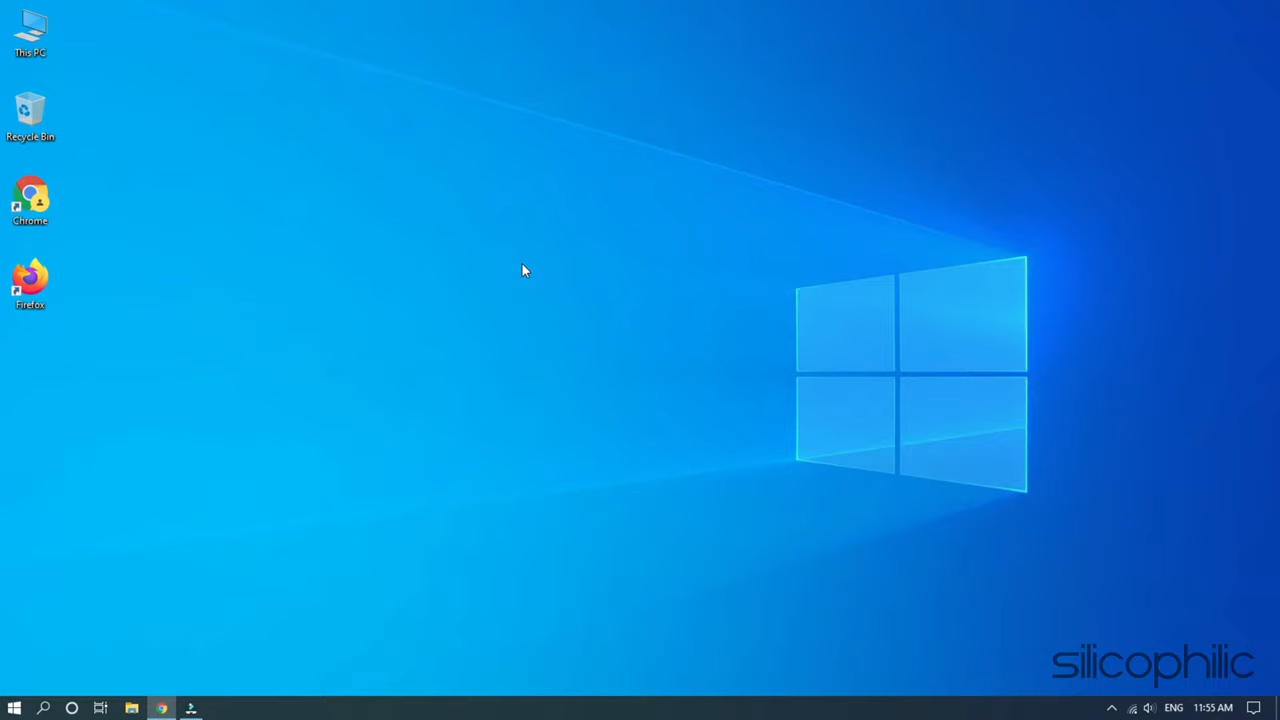 This PC
Recycle Bin
Chrome
Firefox
silicophilic
ENG
11:55 AM